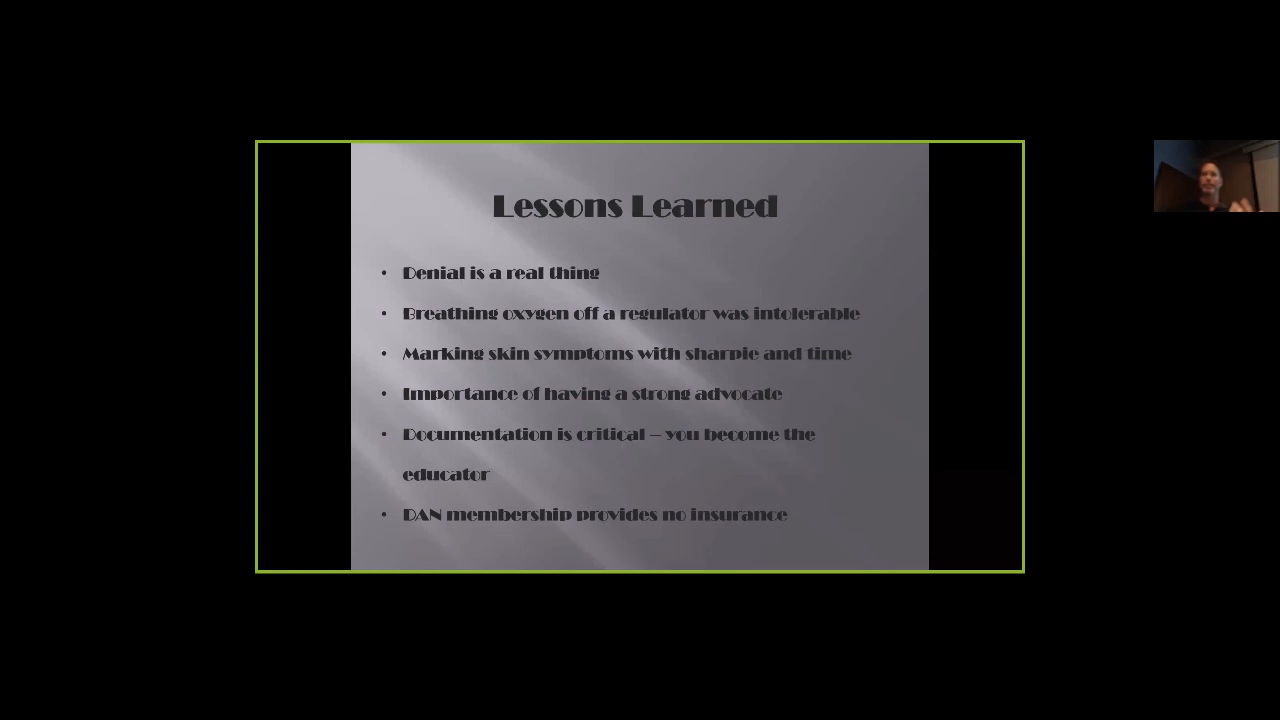 Lessons Learned
• Denial is a real thing
• Breathing oxygen off a regulator was intolerable
• Marking skin symptoms with sharpie and time
• Importance of having a strong advocate
• Documentation is critical – you become the
educator
• DAN membership provides no insurance